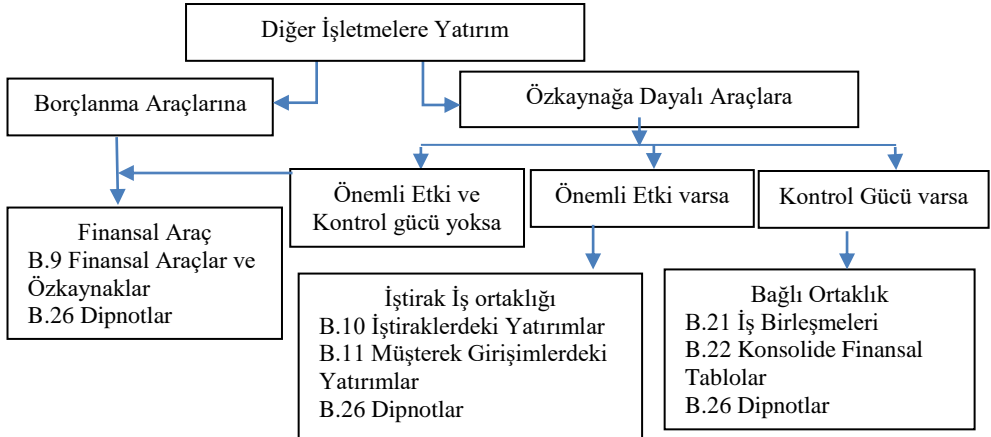 Diğer İşletmelere Yatırım
Borçlanma Araçlarına
Özkaynağa Dayalı Araçlara
Önemli Etki ve
Kontrol gücü yoksa
Önemli Etki varsa
Kontrol Gücü varsa
Finansal Araç
B.9 Finansal Araçlar ve
Özkaynaklar
B.26 Dipnotlar
İştirak İş ortaklığı
B.10 İştiraklerdeki Yatırımlar
B.11 Müşterek Girişimlerdeki
Yatırımlar
B.26 Dipnotlar
Bağlı Ortaklık
B.21 İş Birleşmeleri
B.22 Konsolide Finansal
Tablolar
B.26 Dipnotlar